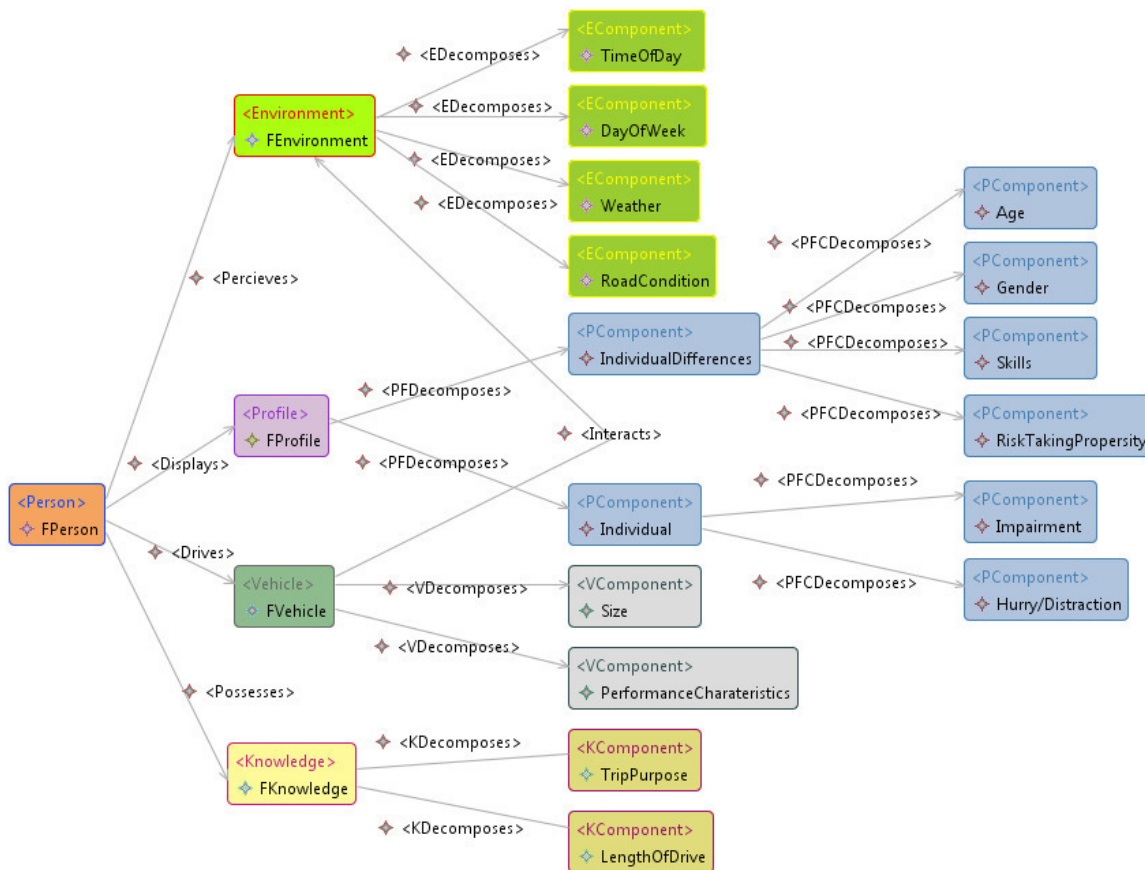 <EComponent>
TimeOfDay
<EDecomposes>
<EComponent>
DayOfWeek
<EDecomposes>
<Environment>
FEnvironment
<EDecomposes>
<EComponent>
Weather
<EDecomposes>
<EComponent>
RoadCondition
<Percieves>
<PComponent>
Age
<PFCDecomposes>
<PComponent>
Gender
<PFCDecomposes>
<PComponent>
IndividualDifferences
<PFCDecomposes>
<PComponent>
Skills
<PFDecomposes>
<PFCDecomposes>
<PComponent>
RiskTakingPropersity
<Profile>
FProfile
<Interacts>
<Displays>
<PFDecomposes>
<Person>
FPerson
<PComponent>
Individual
<PFCDecomposes>
<PComponent>
Impairment
<Drives>
<PFCDecomposes>
<PComponent>
Hurry/Distraction
<Vehicle>
FVehicle
<VDecomposes>
<VComponent>
Size
<VDecomposes>
<VComponent>
PerformanceCharateristics
<Possesses>
<Knowledge>
FKnowledge
<KDecomposes>
<KComponent>
TripPurpose
<KDecomposes>
<KComponent>
LengthOfDrive